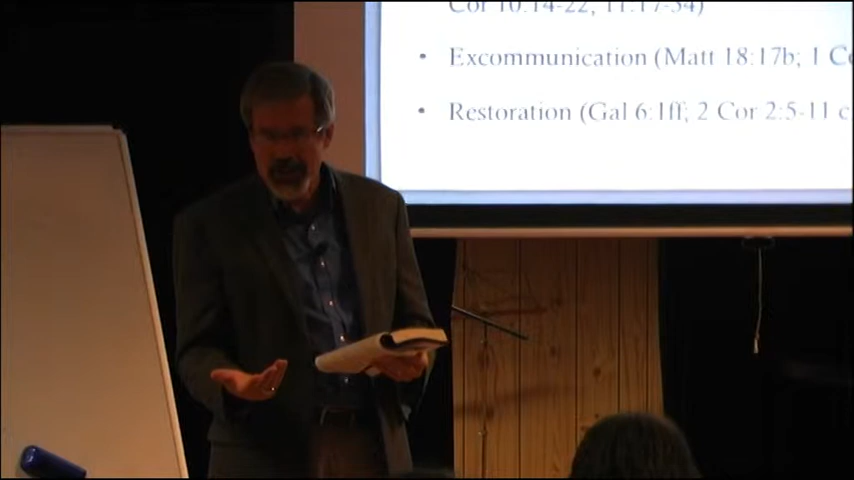 Cor 10:14-22; 11:17-34)
• Excommunication (Matt 18:17b; 1 Co
• Restoration (Gal 6:1ff; 2 Cor 2:5-11 c